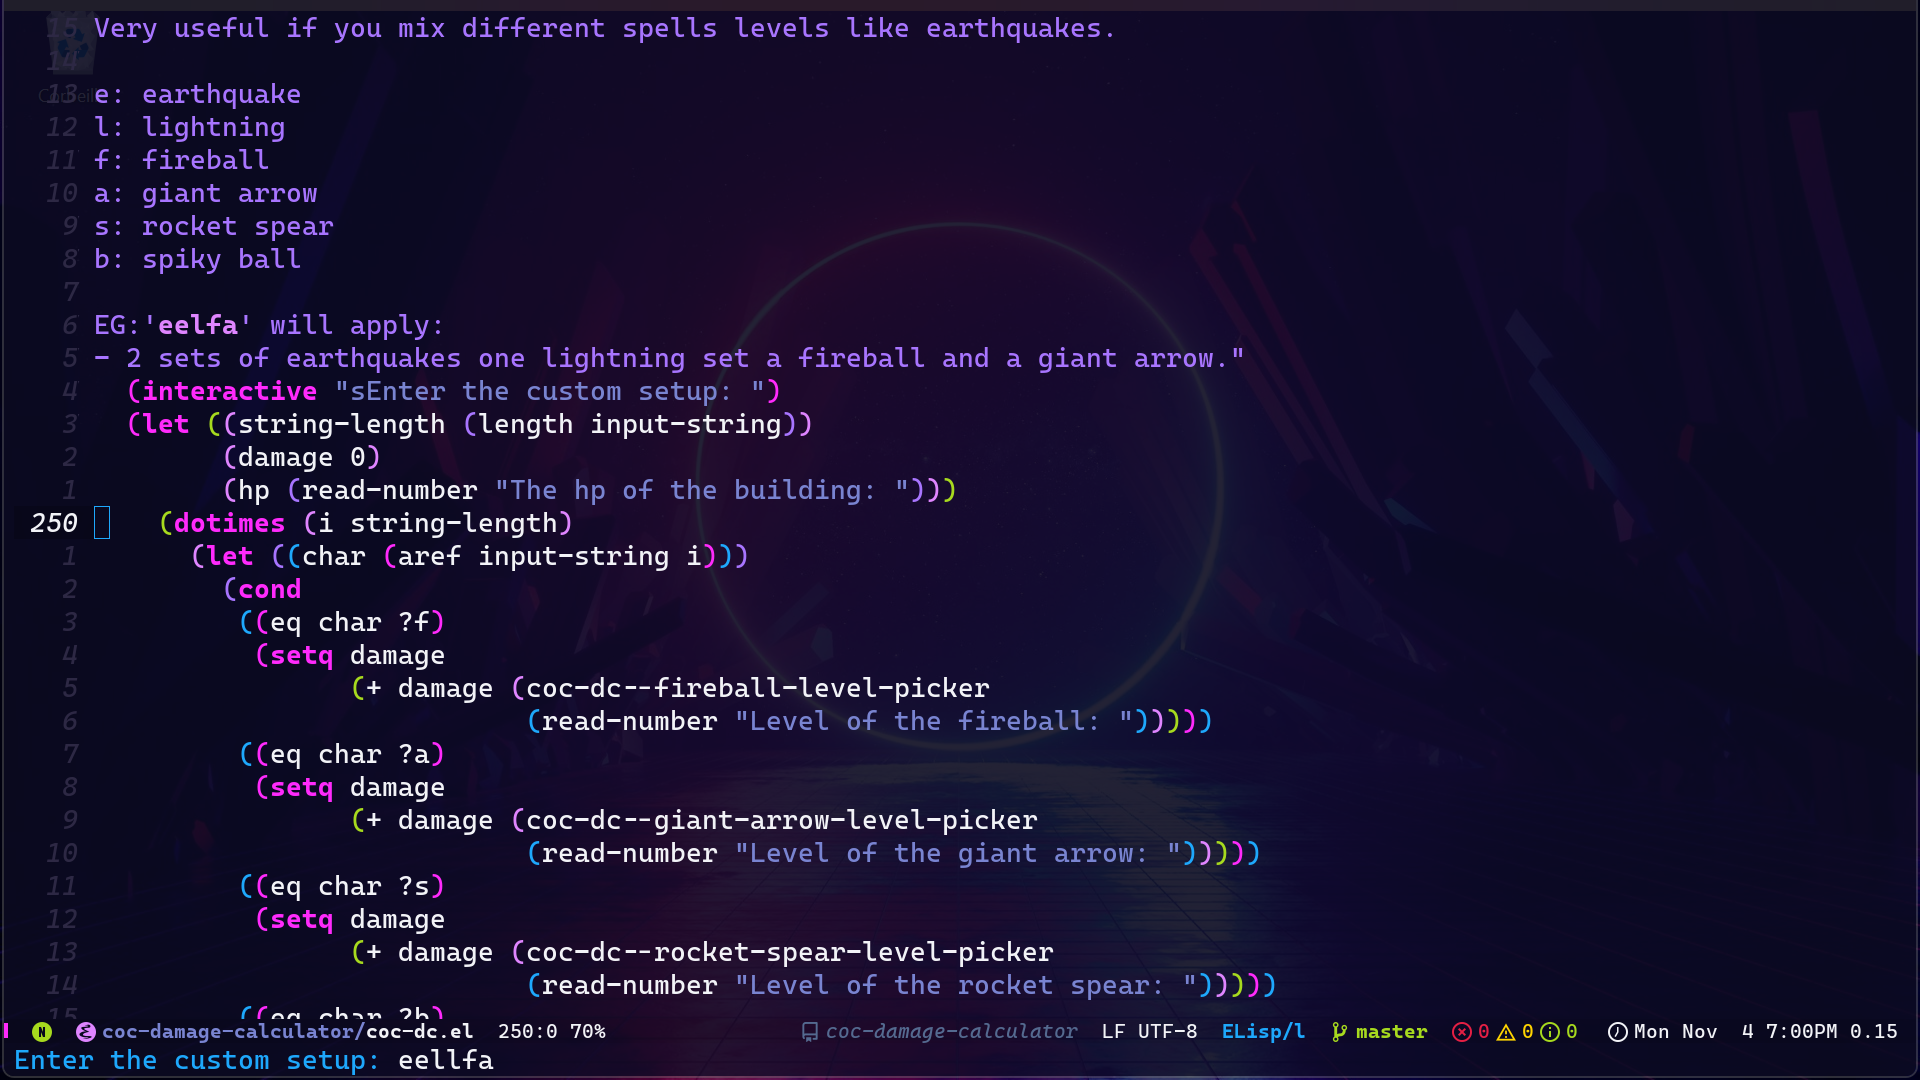 15 Very useful if you mix different spells levels like earthquakes.
14
13 e: earthquake
12 l: lightning
11 f: fireball
10 a: giant arrow
9 s: rocket spear
8 b: spiky ball
7
6 EG:'eelfa' will apply:
5 - 2 sets of earthquakes one lightning set a fireball and a giant arrow."
4 (interactive "sEnter the custom setup: ")
3 (let ((string-length (length input-string))
2 (damage 0)
1 (hp (read-number "The hp of the building: ")))
250 (dotimes (i string-length)
1 (let ((char (aref input-string i)))
2 (cond
3 ((eq char ?f)
4 (setq damage
5 (+ damage (coc-dc--fireball-level-picker
6 (read-number "Level of the fireball: ")))))
7 ((eq char ?a)
8 (setq damage
9 (+ damage (coc-dc--giant-arrow-level-picker
10 (read-number "Level of the giant arrow: ")))))
11 ((eq char ?s)
12 (setq damage
13 (+ damage (coc-dc--rocket-spear-level-picker
14 (read-number "Level of the rocket spear: ")))))
15 ((eq char ?b)
N coc-damage-calculator/coc-dc.el 250:0 70% coc-damage-calculator LF UTF-8 ELisp/l master 0 0 0 Mon Nov 4 7:00PM 0.15
Enter the custom setup: eellfa